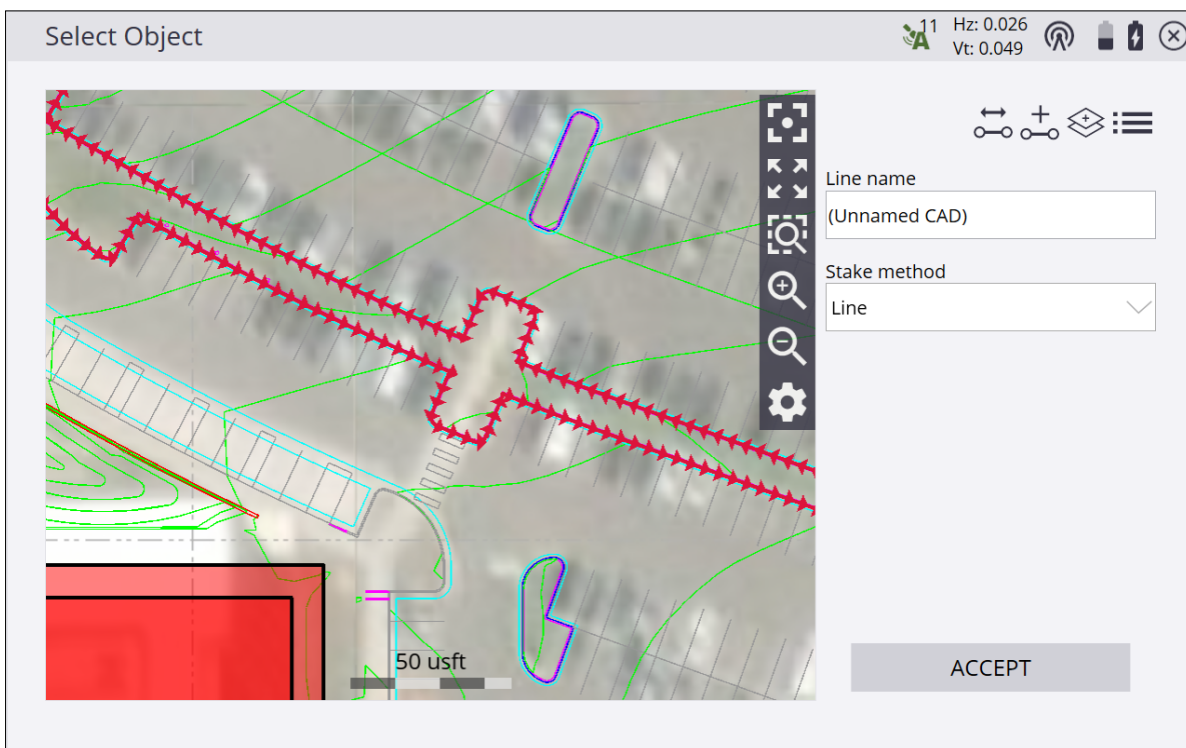 Select Object
11
Hz: 0.026
Vt: 0.049
A
Line name
(Unnamed CAD)
Stake method
Line
50 usft
ACCEPT